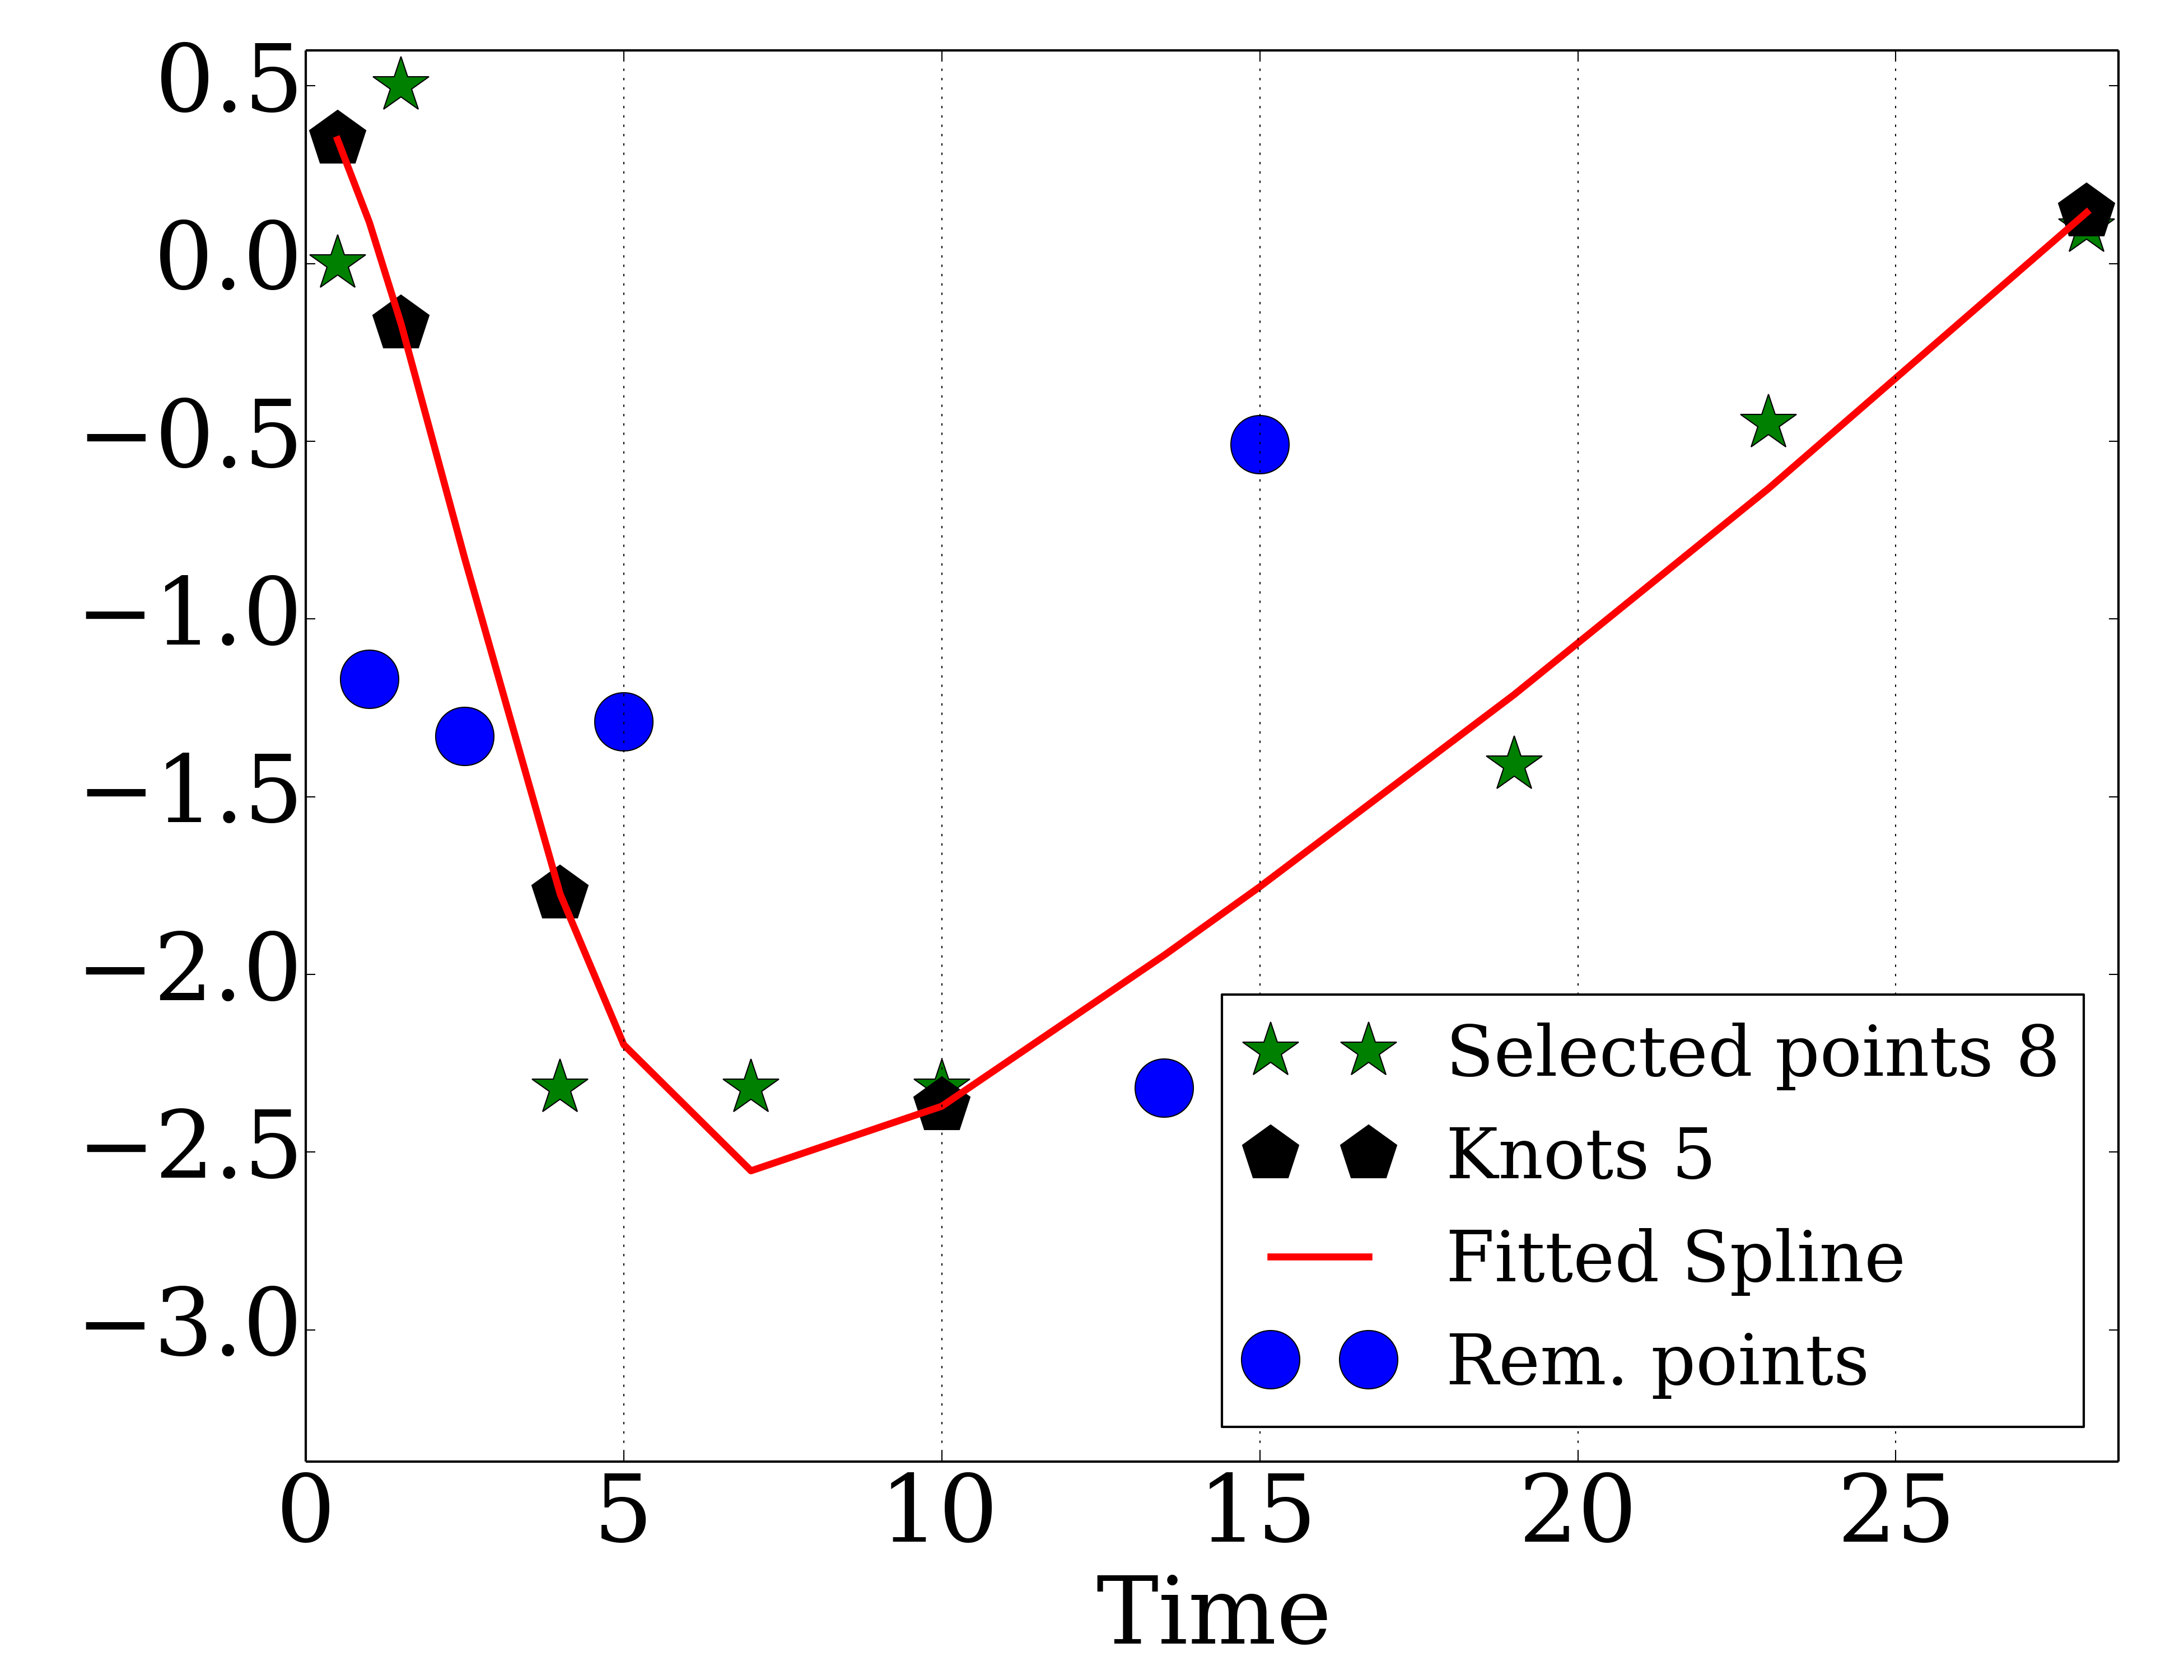 0.5
0.0
−0.5
−1.0
−1.5
−2.0
−2.5
−3.0
Selected points 8
Knots 5
Fitted Spline
Rem. points
0 5 10 15 20 25
Time